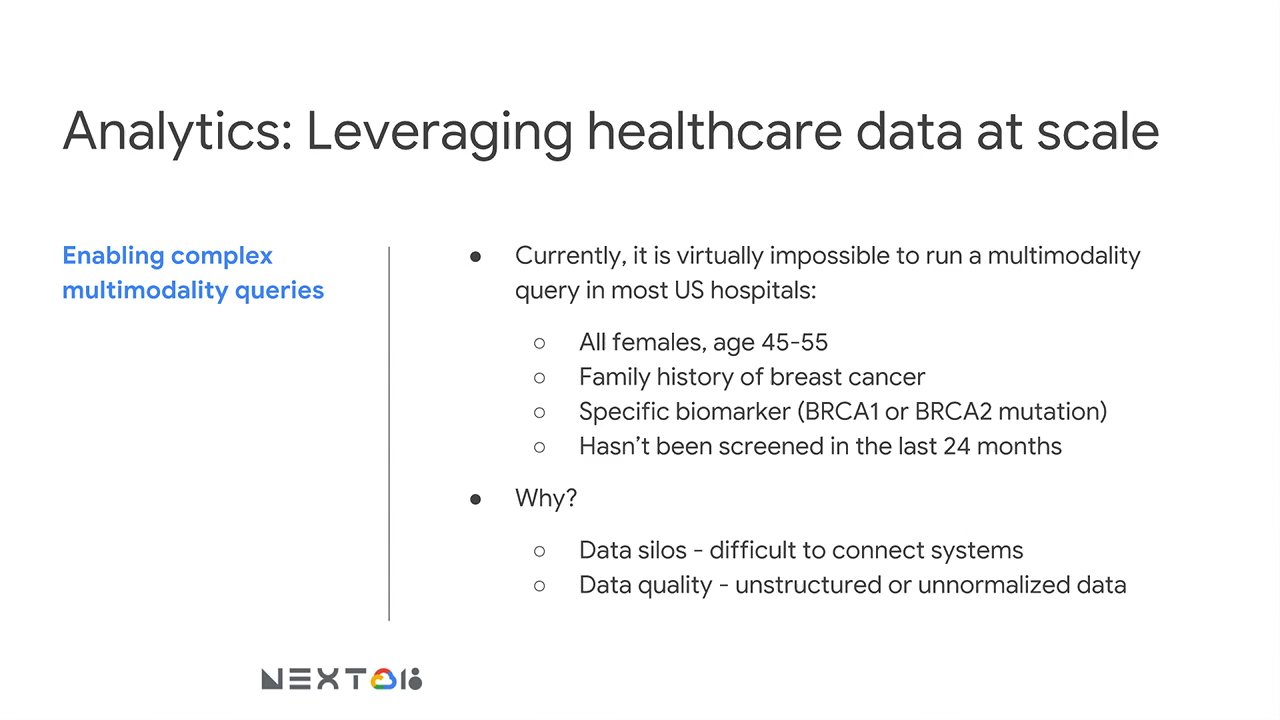 Analytics: Leveraging healthcare data at scale
Enabling complex
multimodality queries
● Currently, it is virtually impossible to run a multimodality
query in most US hospitals:
○ All females, age 45-55
○ Family history of breast cancer
○ Specific biomarker (BRCA1 or BRCA2 mutation)
○ Hasn’t been screened in the last 24 months
● Why?
○ Data silos - difficult to connect systems
○ Data quality - unstructured or unnormalized data
NEXT 18